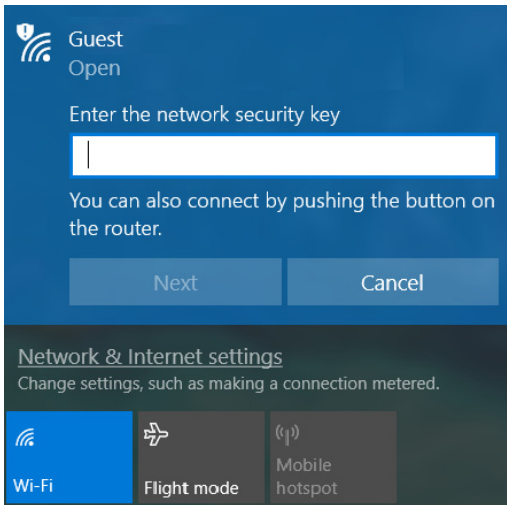 Guest
Open
Enter the network security key
You can also connect by pushing the button on
the router.
Next
Cancel
Network & Internet settings
Change settings, such as making a connection metered.
Wi-Fi
Flight mode
Mobile
hotspot